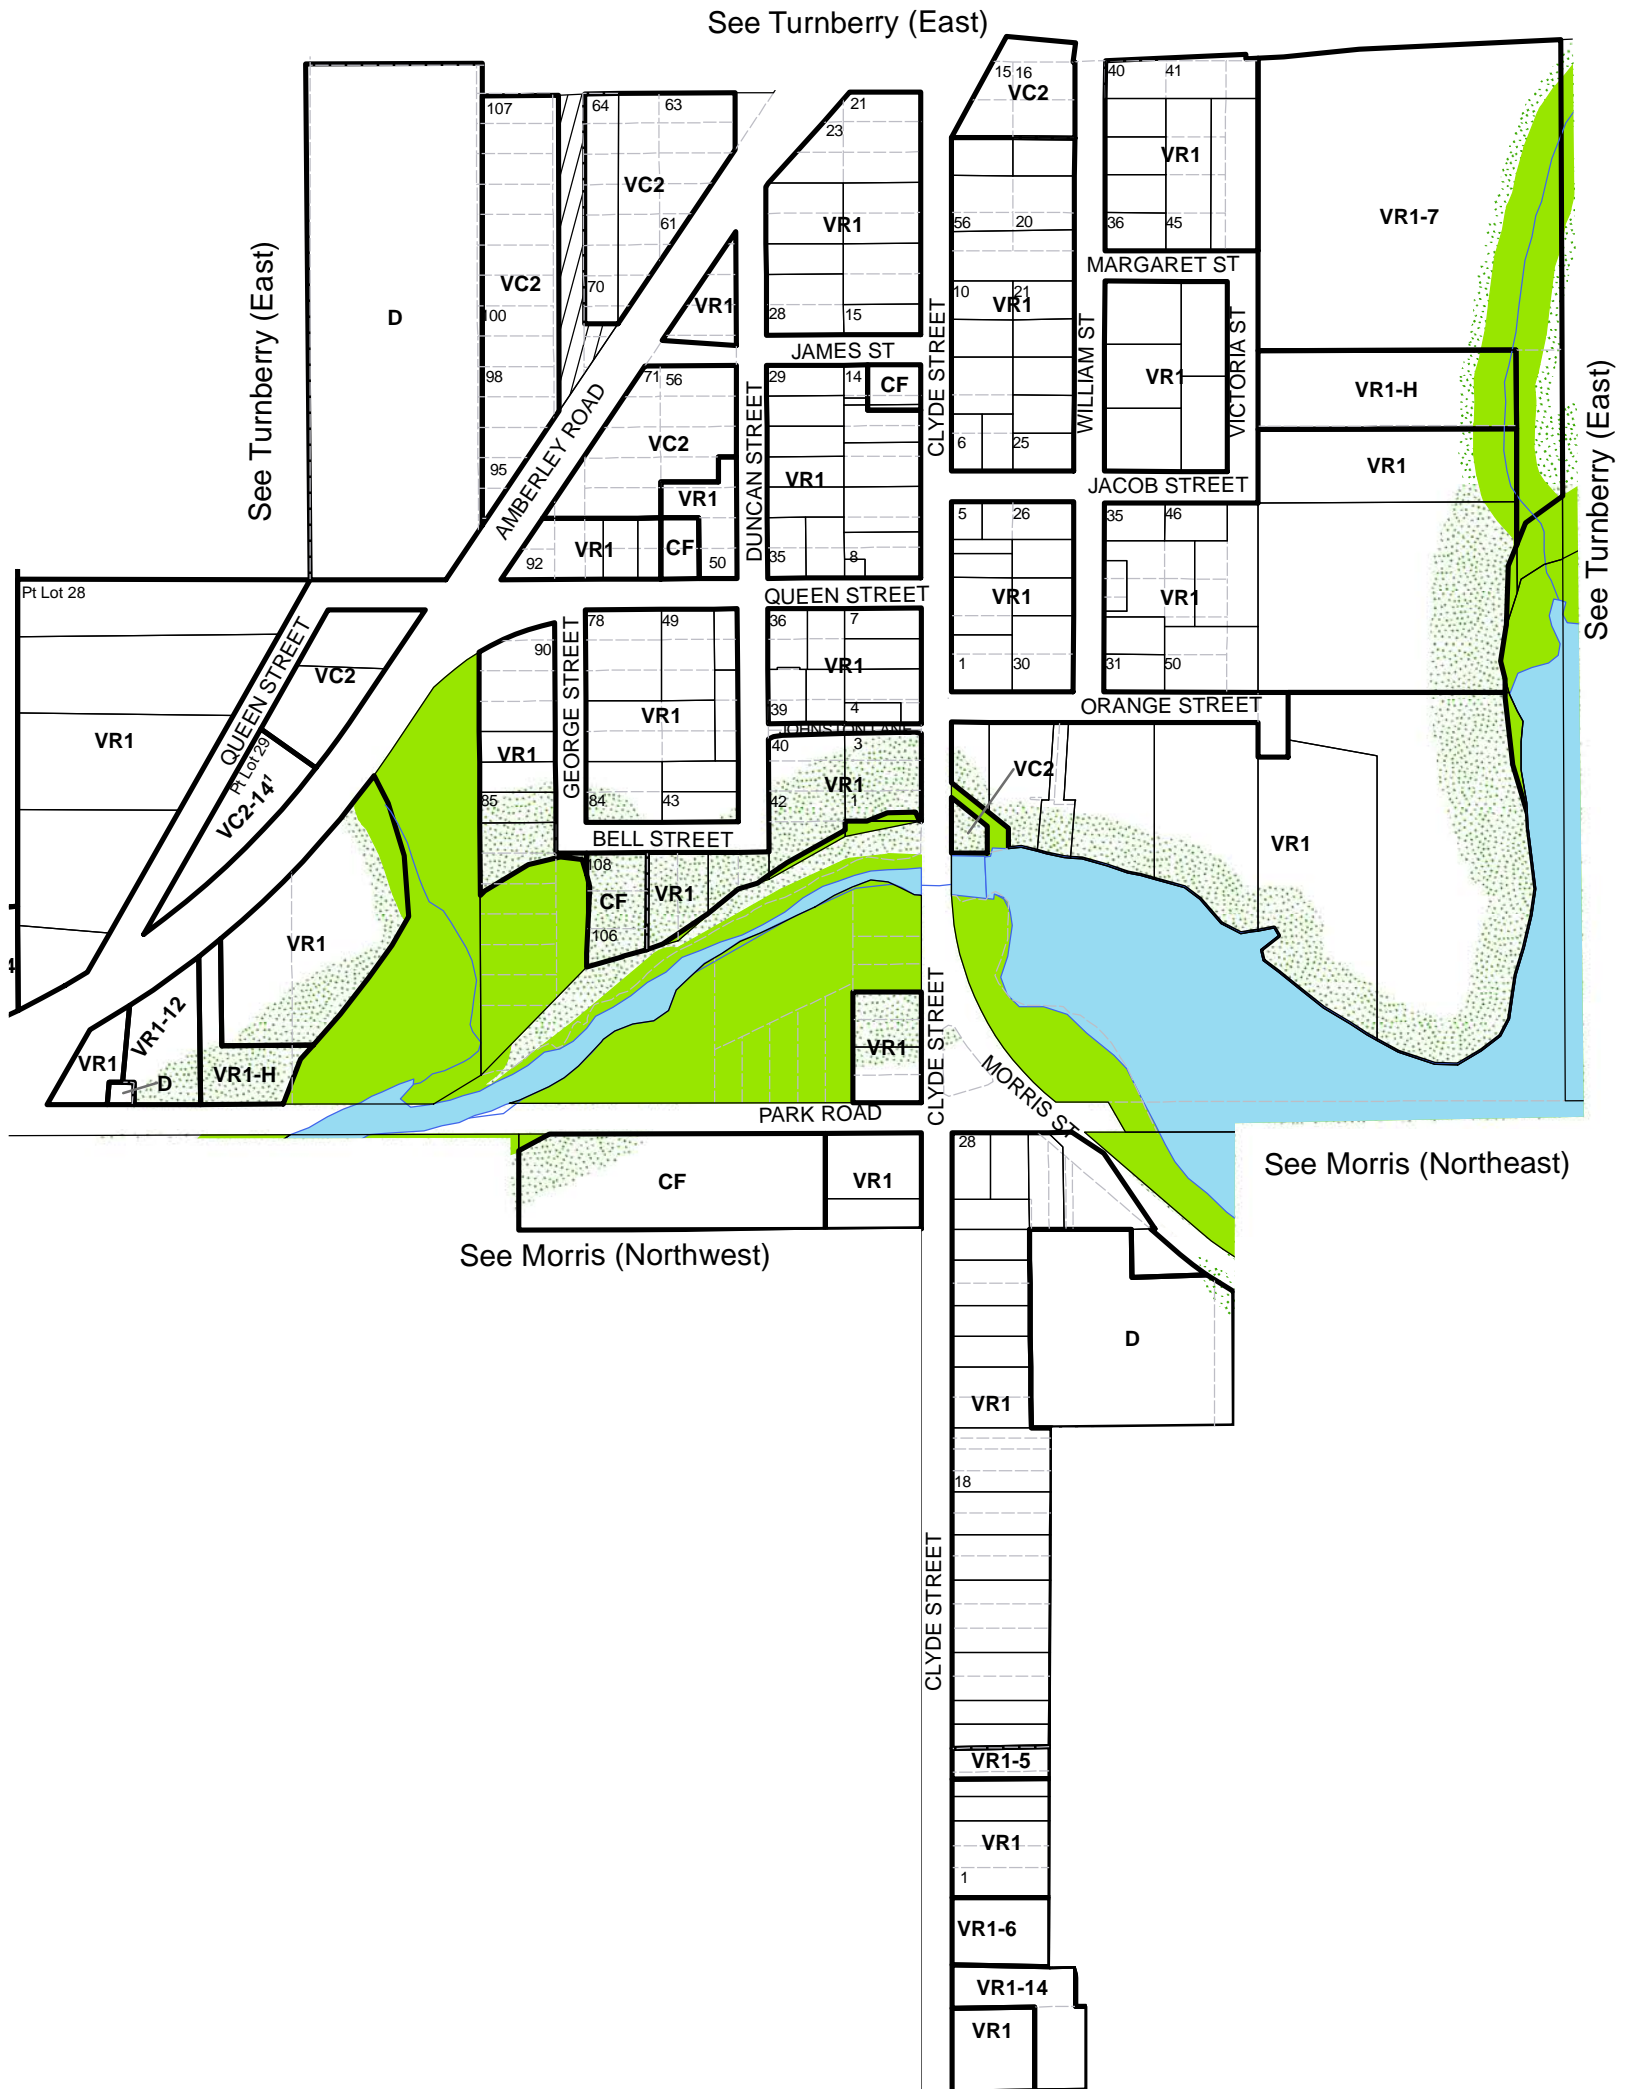 See Turnberry (East)
15 16
VC2
40 41
107
64 63
21
23
VC2
VR1
VR1
VR1-7
61
56 20
36 45
MARGARET ST
See Turnberry (East)
D
VC2
70
VR1
100
28 15
10 21
VR1
CLYDE STREET
WILLIAM ST
VICTORIA ST
JAMES ST
98
71 56
29 14
CF
VR1
VR1-H
See Turnberry (East)
AMBERLEY ROAD
VC2
DUNCAN STREET
6 25
95
VR1
VR1
VR1
JACOB STREET
5 26
35 46
92
VR1
CF
50
35 8
Pt Lot 28
QUEEN STREET
VR1
VR1
78 49
36 7
QUEEN STREET
90
GEORGE STREET
VC2
VR1
1 30
31 50
VR1
39 4
ORANGE STREET
VR1
Pt Lot 29
VR1
JOHNSTON LANE
40 3
VC2
VC2-14
VR1
85
84 43
42 1
BELL STREET
VR1
108
CF
VR1
106
VR1
VR1-12
CLYDE STREET
VR1
VR1
D
VR1-H
MORRIS ST
PARK ROAD
28
See Morris (Northeast)
CF
VR1
See Morris (Northwest)
D
VR1
18
CLYDE STREET
VR1-5
VR1
1
VR1-6
VR1-14
VR1